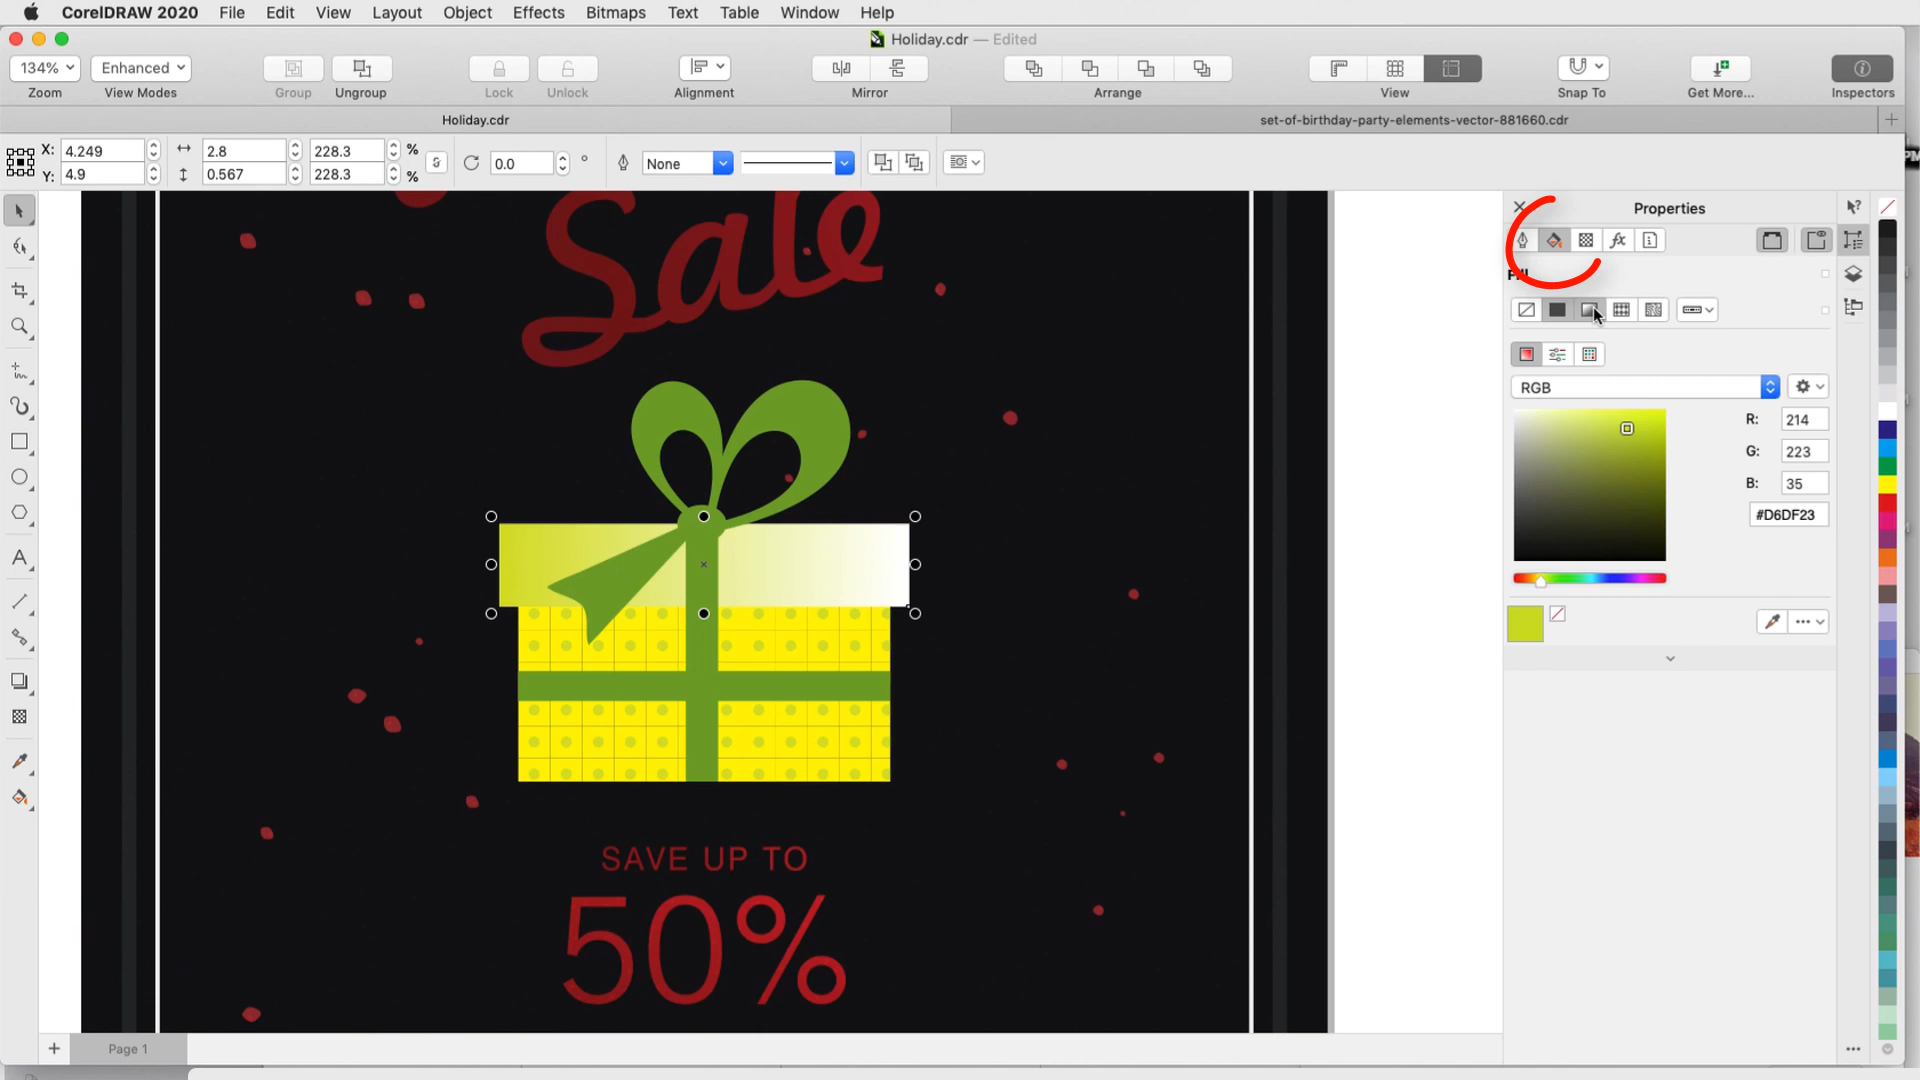 CorelDRAW 2020 File Edit View Layout Object Effects Bitmaps Text Table Window Help
Holiday.cdr — Edited
134% Enhanced
Zoom View Modes Group Ungroup Lock Unlock Alignment Mirror Arrange View Snap To Get More... Inspectors
Holiday.cdr set-of-birthday-party-elements-vector-881660.cdr
X: 4.249 2.8 228.3 % 0.0 ° None
Y: 4.9 0.567 228.3 %
Properties
Fill
RGB
R: 214
G: 223
B: 35
#D6DF23
Sale
SAVE UP TO
50%
Page 1